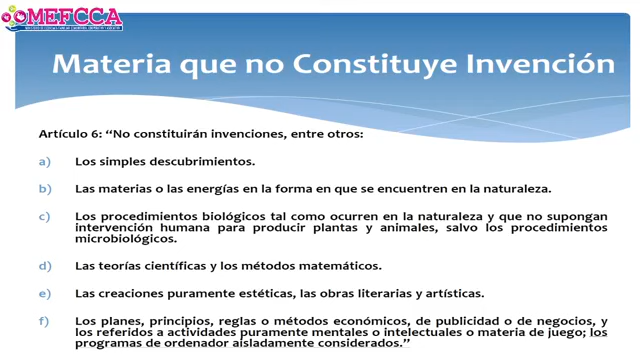 MEFCCA
Materia que no Constituye Invención
Artículo 6: “No constituirán invenciones, entre otros:
a) Los simples descubrimientos.
b) Las materias o las energías en la forma en que se encuentren en la naturaleza.
c) Los procedimientos biológicos tal como ocurren en la naturaleza y que no supongan
intervención humana para producir plantas y animales, salvo los procedimientos
microbiológicos.
d) Las teorías científicas y los métodos matemáticos.
e) Las creaciones puramente estéticas, las obras literarias y artísticas.
f) Los planes, principios, reglas o métodos económicos, de publicidad o de negocios, y
los referidos a actividades puramente mentales o intelectuales o materia de juego; los
programas de ordenador aisladamente considerados.”